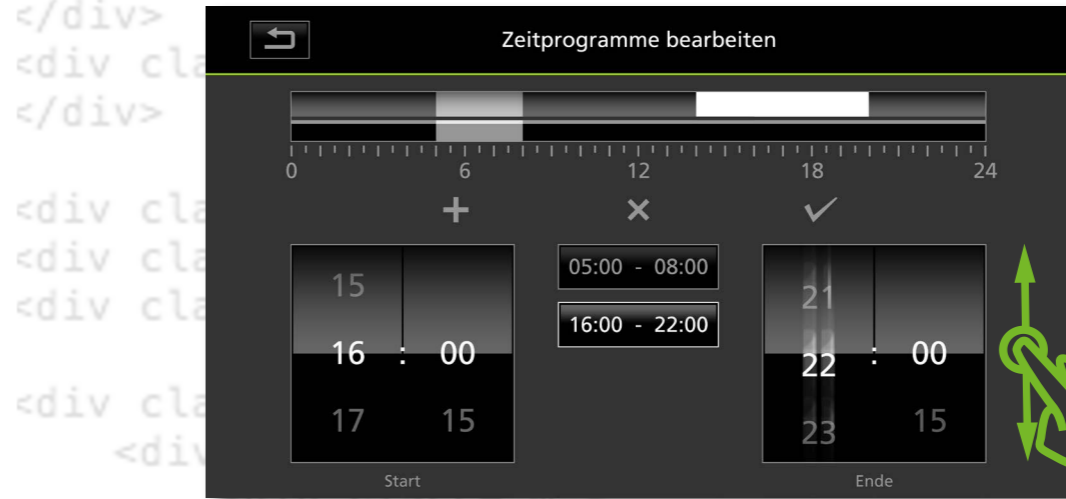 </div>
<div cla
</div>
<div cla
<div cla
<div cla
<div cla
<div
Zeitprogramme bearbeiten
0 6 12 18 24
15
16 : 00
17 15
Start
05:00 - 08:00
16:00 - 22:00
21
22 : 00
23 15
Ende